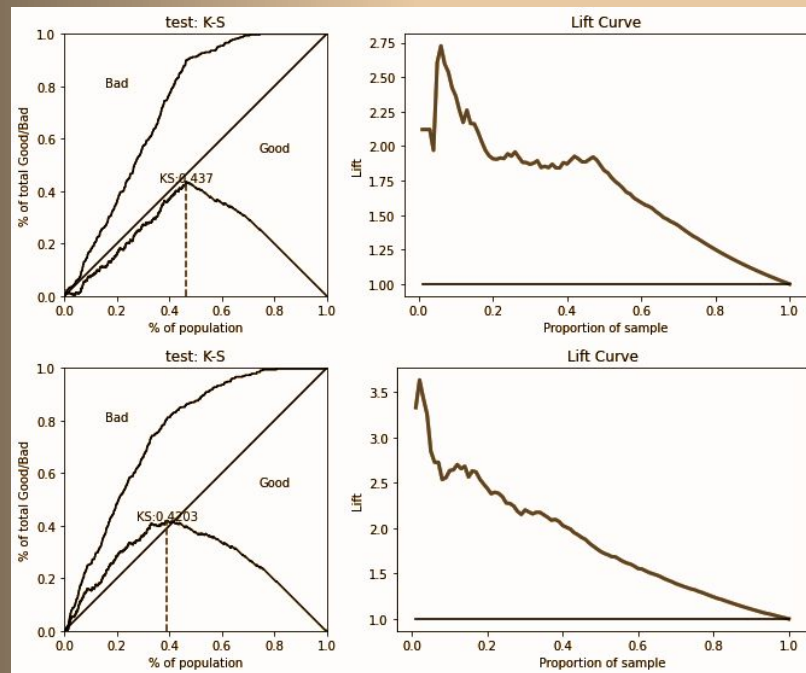 test: K-S
1.0
0.8
0.6
0.4
0.2
0.0
% of total Good/Bad
Bad
Good
KS:0.437
0.0 0.2 0.4 0.6 0.8 1.0
% of population
Lift Curve
2.75
2.50
2.25
2.00
1.75
1.50
1.25
1.00
Lift
0.0 0.2 0.4 0.6 0.8 1.0
Proportion of sample
test: K-S
1.0
0.8
0.6
0.4
0.2
0.0
% of total Good/Bad
Bad
Good
KS:0.4203
0.0 0.2 0.4 0.6 0.8 1.0
% of population
Lift Curve
3.5
3.0
2.5
2.0
1.5
1.0
Lift
0.0 0.2 0.4 0.6 0.8 1.0
Proportion of sample